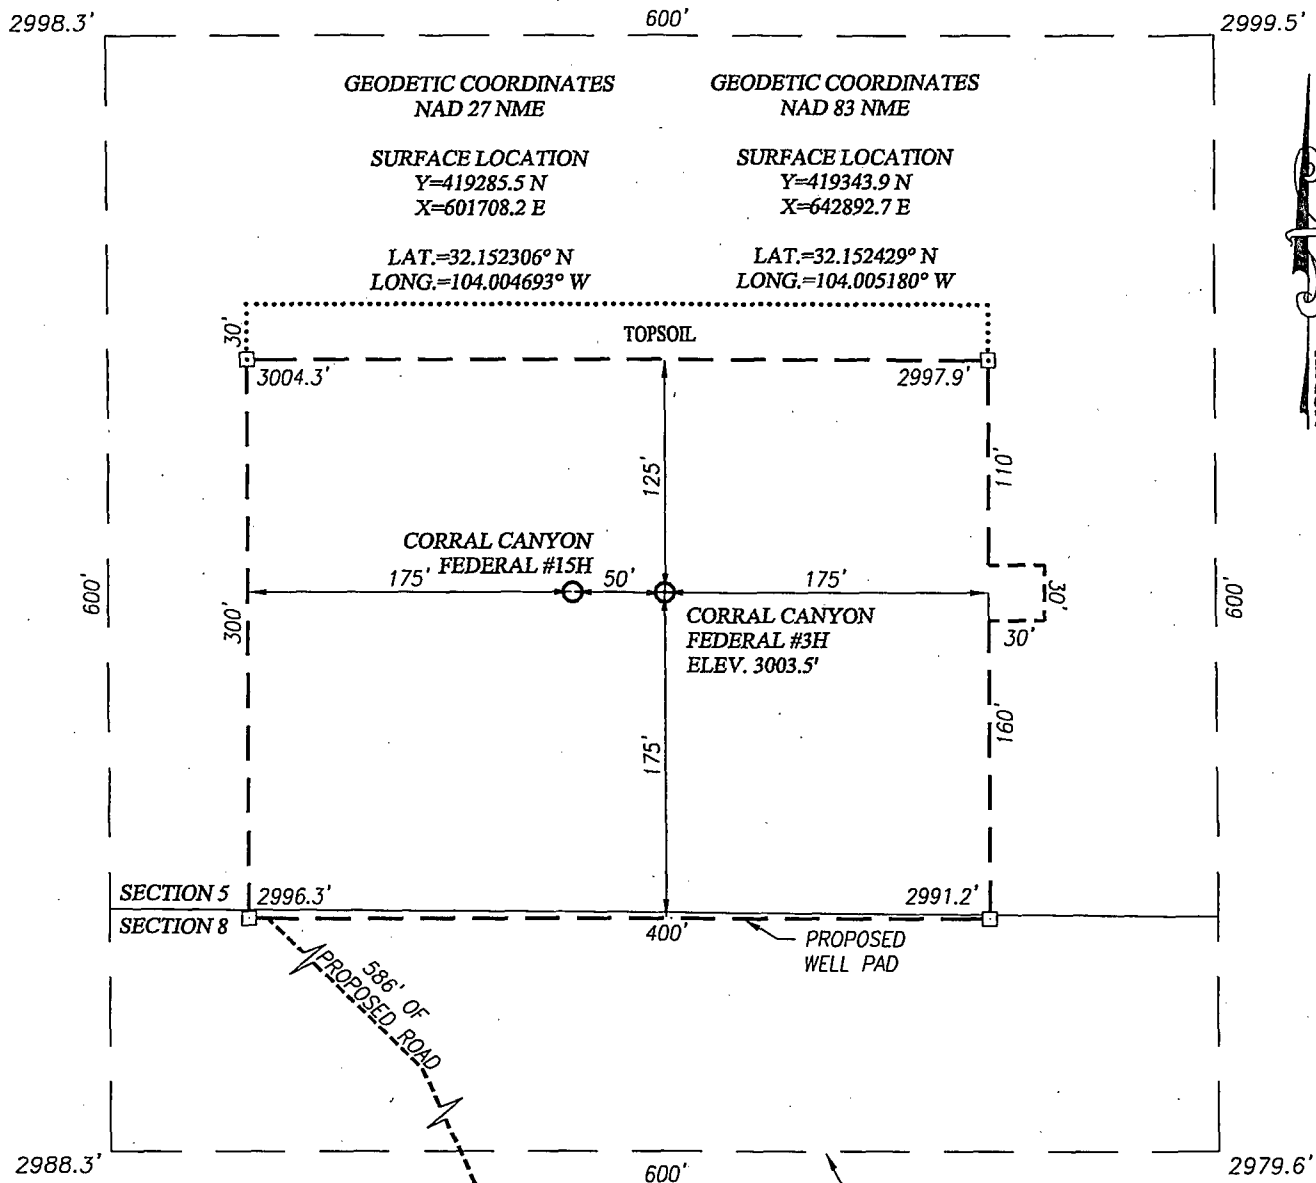 2998.3'
600'
2999.5'
GEODETIC COORDINATES
NAD 27 NME
SURFACE LOCATION
Y=419285.5 N
X=601708.2 E
LAT.=32.152306° N
LONG.=104.004693° W
GEODETIC COORDINATES
NAD 83 NME
SURFACE LOCATION
Y=419343.9 N
X=642892.7 E
LAT.=32.152429° N
LONG.=104.005180° W
30'
TOPSOIL
3004.3'
2997.9'
125'
110'
CORRAL CANYON
FEDERAL #15H
175'
50'
175'
600'
300'
30'
600'
CORRAL CANYON
FEDERAL #3H
ELEV. 3003.5'
30'
175'
160'
SECTION 5
2996.3'
2991.2'
SECTION 8
400'
PROPOSED
WELL PAD
586' OF
PROPOSED ROAD
2988.3'
600'
2979.6'